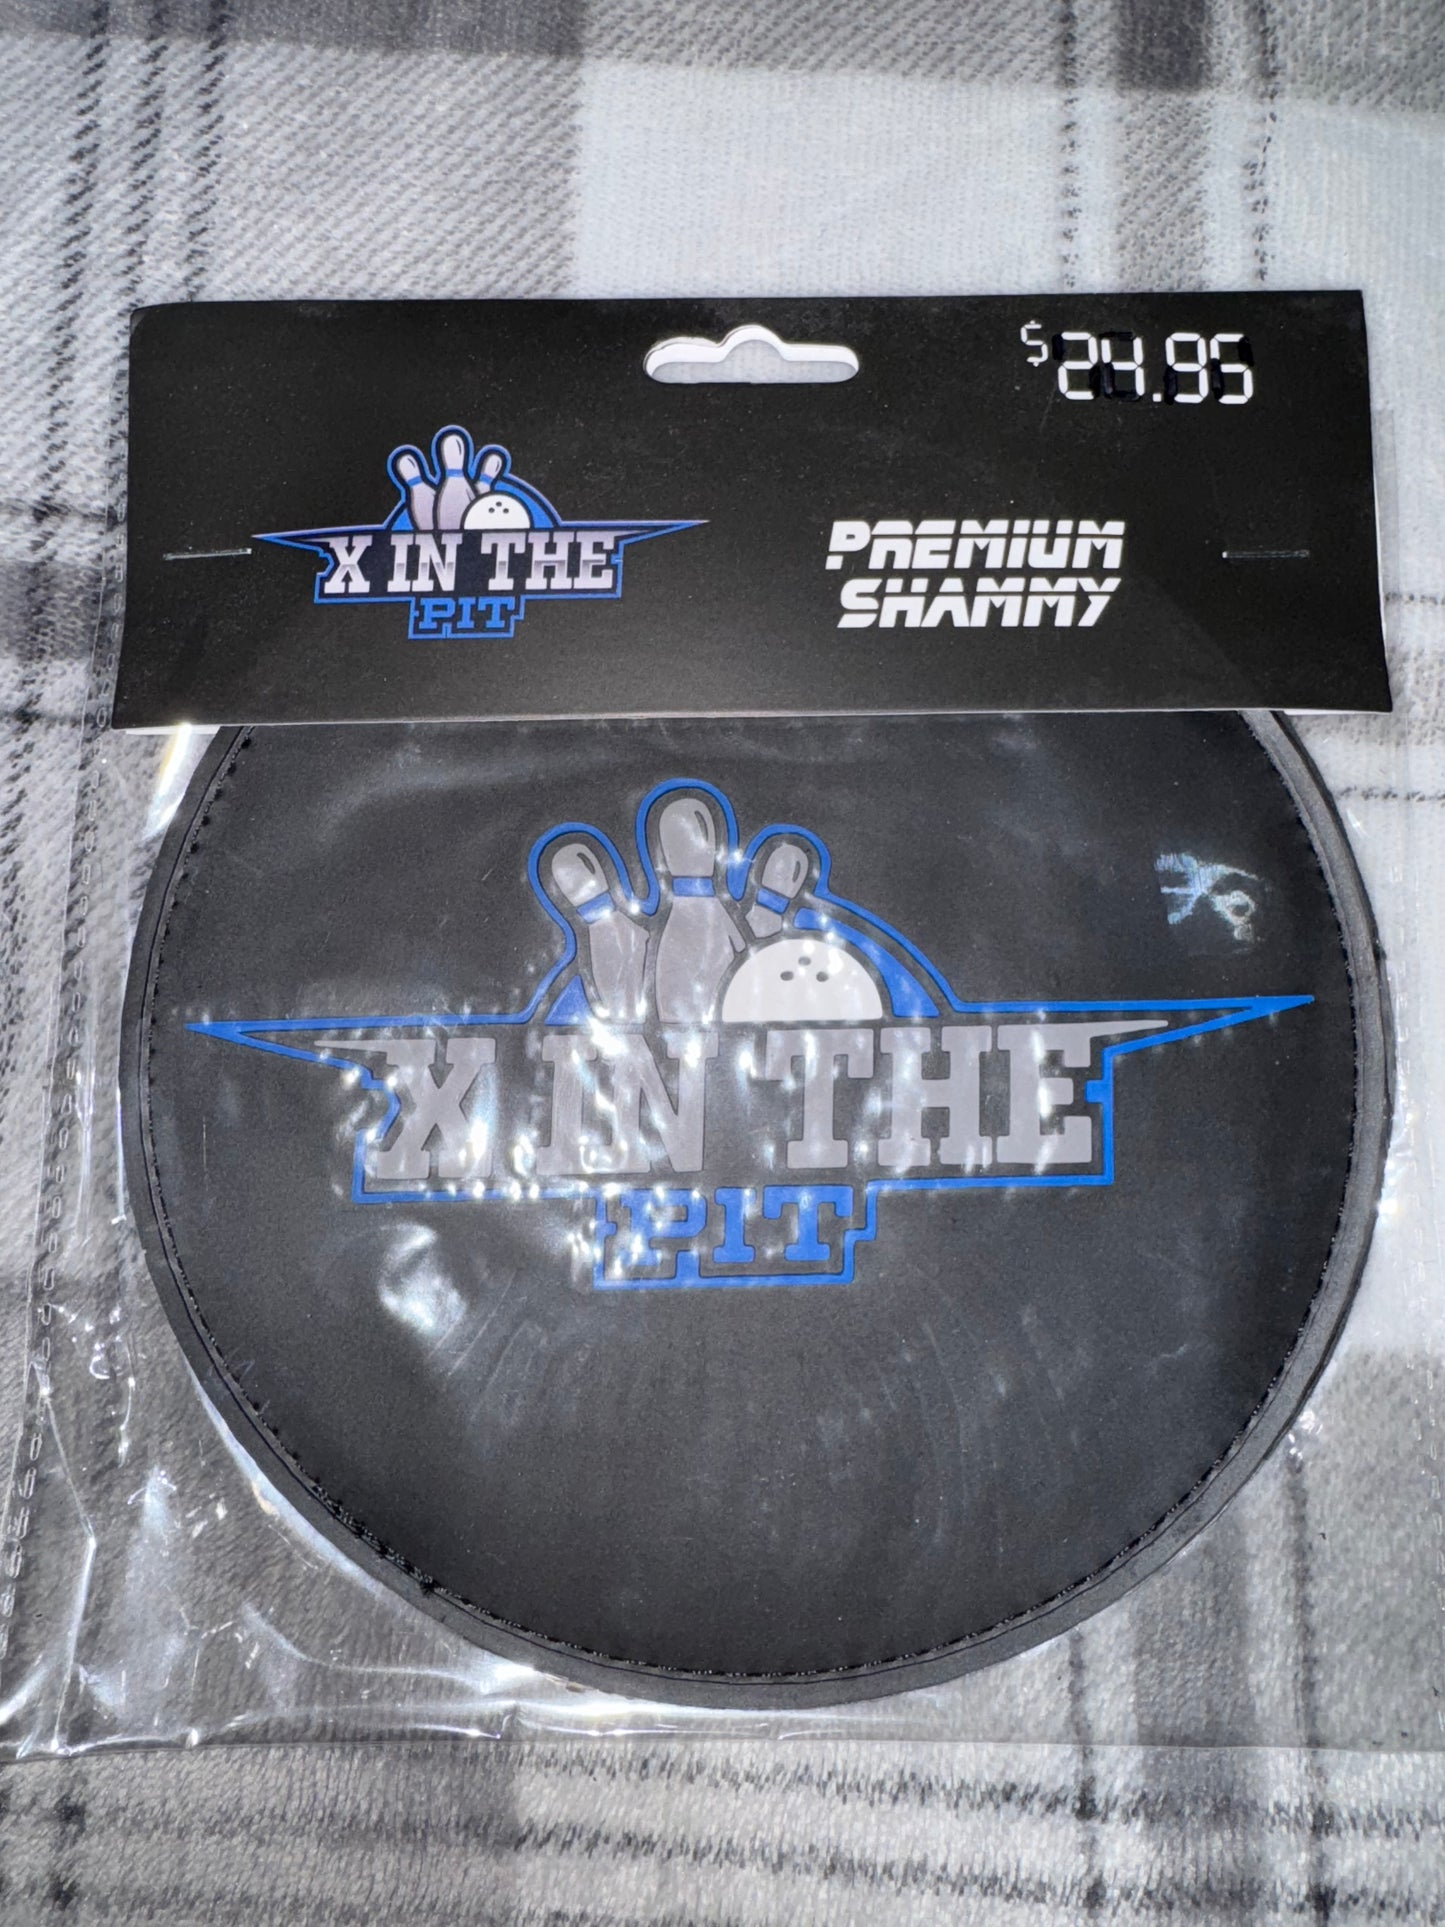 $24.95
X IN THE
PIT
PREMIUM
SHAMMY
X IN THE
PIT